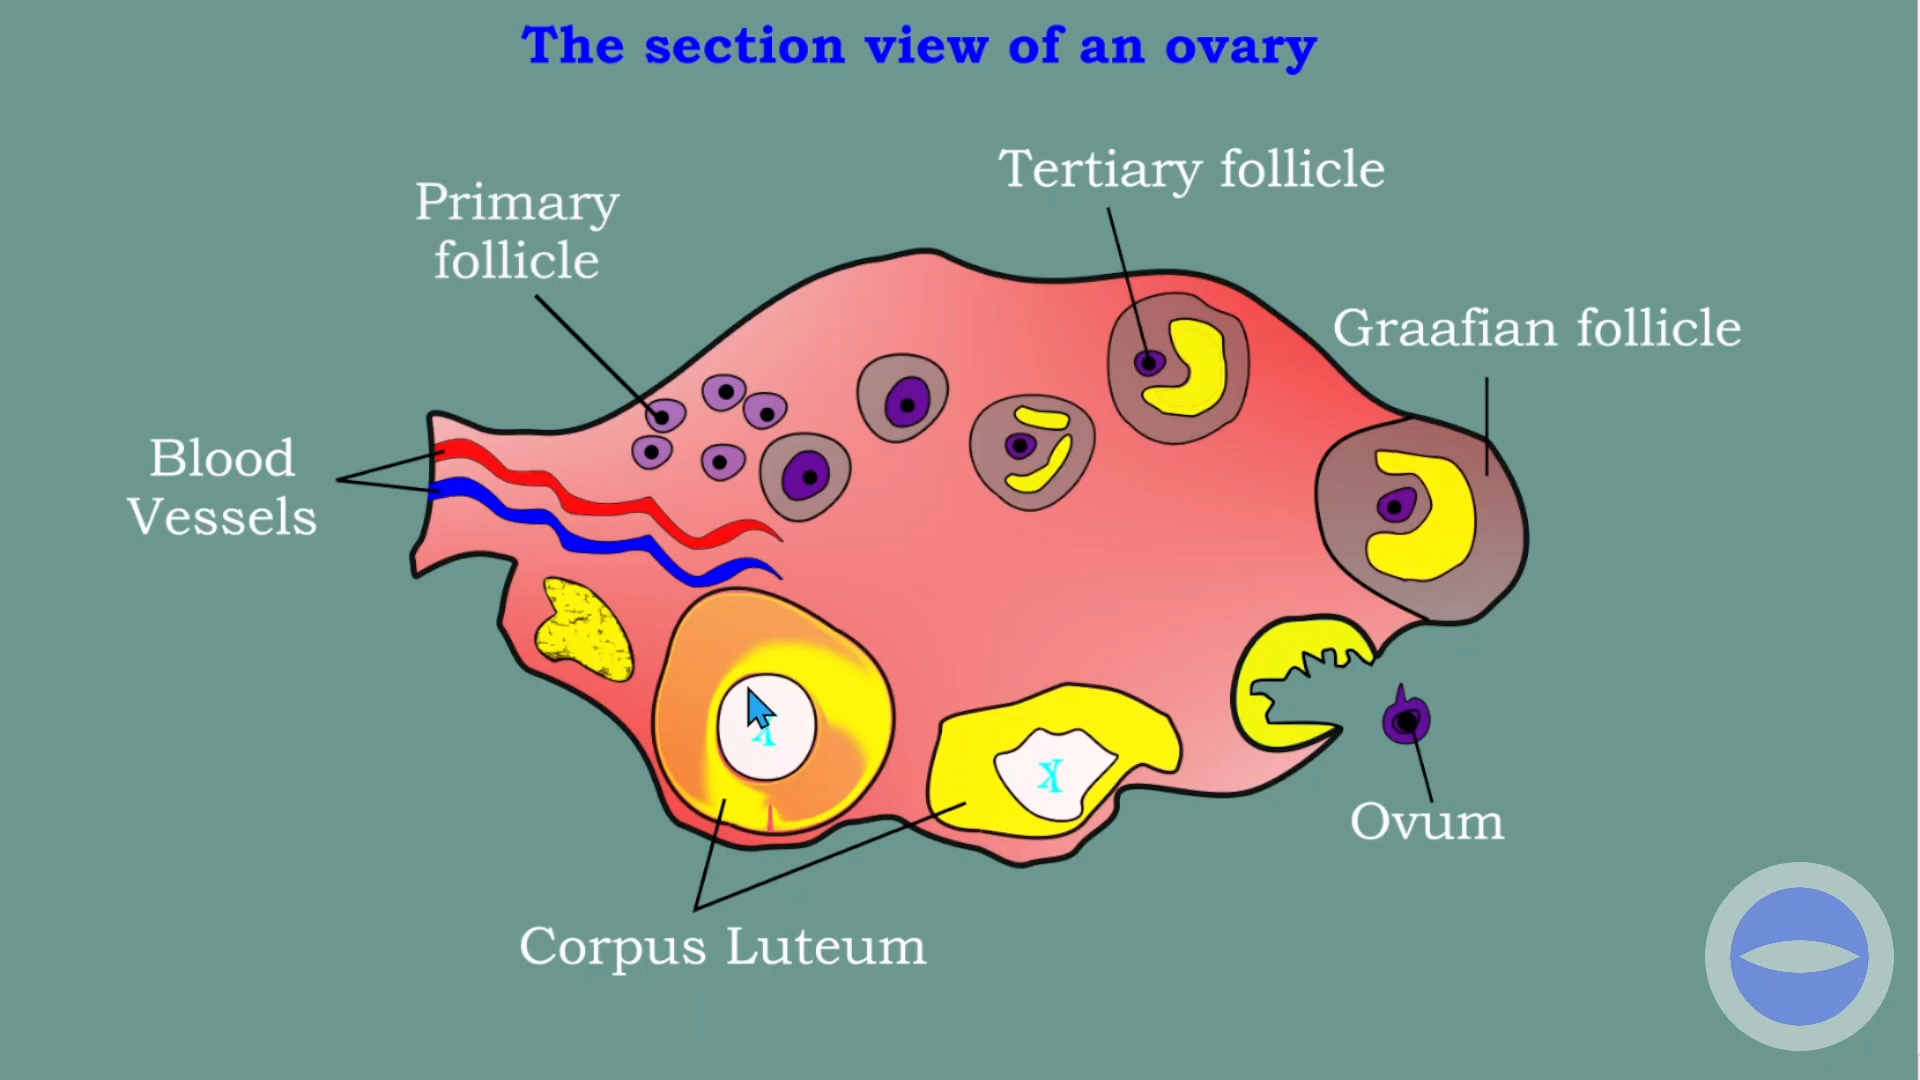 The section view of an ovary
Tertiary follicle
Primary
follicle
Graafian follicle
Blood
Vessels
Ovum
Corpus Luteum